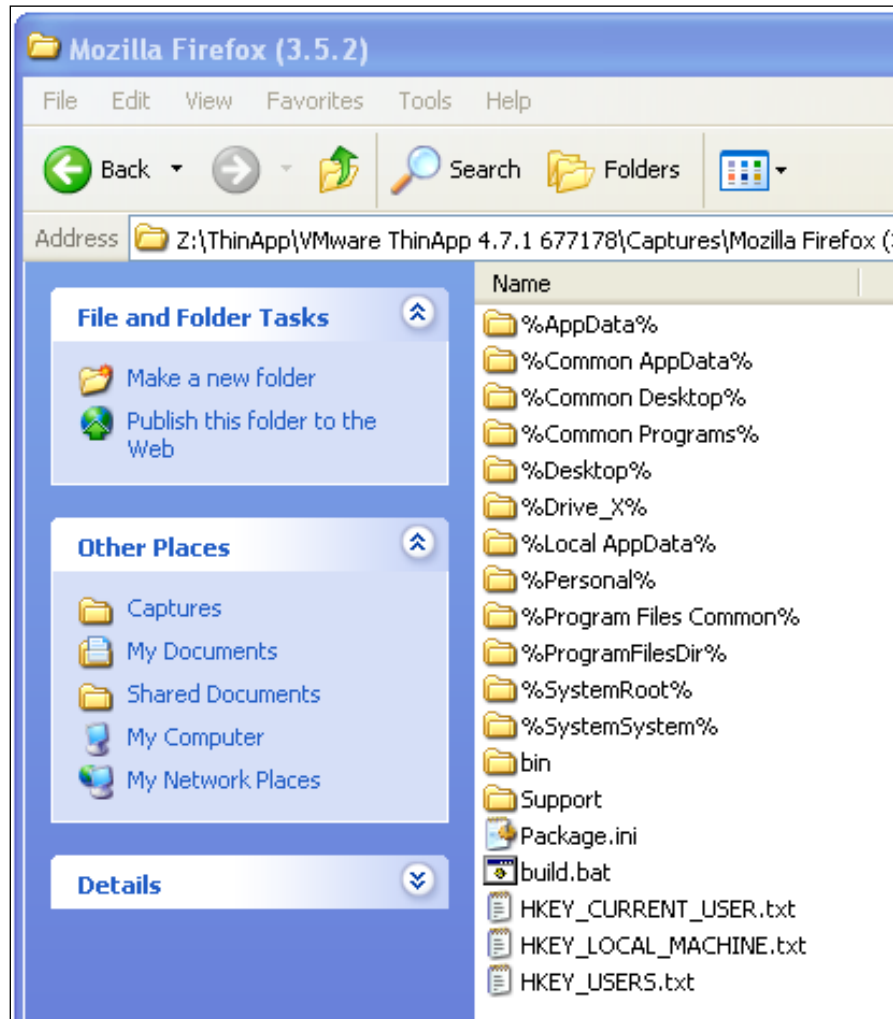 Mozilla Firefox (3.5.2)
File Edit View Favorites Tools Help
Back Search Folders
Address Z:\ThinApp\VMware ThinApp 4.7.1 677178\Captures\Mozilla Firefox (
File and Folder Tasks
Make a new folder
Publish this folder to the
Web
Other Places
Captures
My Documents
Shared Documents
My Computer
My Network Places
Details
Name
%AppData%
%Common AppData%
%Common Desktop%
%Common Programs%
%Desktop%
%Drive_X%
%Local AppData%
%Personal%
%Program Files Common%
%ProgramFilesDir%
%SystemRoot%
%SystemSystem%
bin
Support
Package.ini
build.bat
HKEY_CURRENT_USER.txt
HKEY_LOCAL_MACHINE.txt
HKEY_USERS.txt